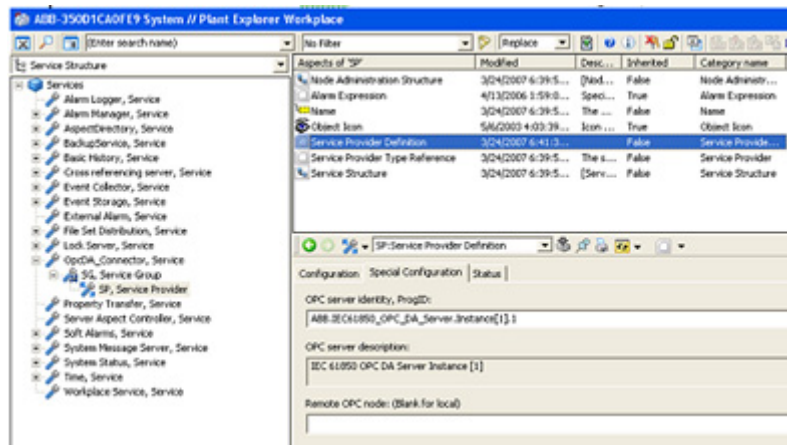 ABB-35001CA0FE9 System // Plant Explorer Workplace
(Enter search name)
No Filter
Replace
Service Structure
Services
Alarm Logger, Service
Alarm Manager, Service
AspectDirectory, Service
BackupService, Service
Basic History, Service
Cross referencing server, Service
Event Collector, Service
Event Storage, Service
External Alarm, Service
File Set Distribution, Service
Lock Server, Service
OpcDA_Connector, Service
SG, Service Group
SP, Service Provider
Property Transfer, Service
Server Aspect Controller, Service
Soft Alarms, Service
System Message Server, Service
System Status, Service
Time, Service
Workplace Service, Service
Aspects of 'SP' Modified Desc... Inherited Category name
Node Administration Structure 3/24/2007 6:39:5... [Nod... False Node Administr...
Alarm Expression 4/13/2006 1:59:0... Speci... True Alarm Expression
Name 3/24/2007 6:39:5... The ... False Name
Object Icon 5/6/2003 4:03:39... Icon ... True Object Icon
Service Provider Definition 3/24/2007 6:41:3... False Service Provide...
Service Provider Type Reference 3/24/2007 6:39:5... The s... False Service Provider
Service Structure 3/24/2007 6:39:5... [Serv... False Service Structure
SP:Service Provider Definition
Configuration Special Configuration Status
OPC server identity, ProgID:
ABB.IEC61850_OPC_DA_Server.Instance[1].1
OPC server description:
IEC 61850 OPC DA Server Instance [1]
Remote OPC node: (Blank for local)